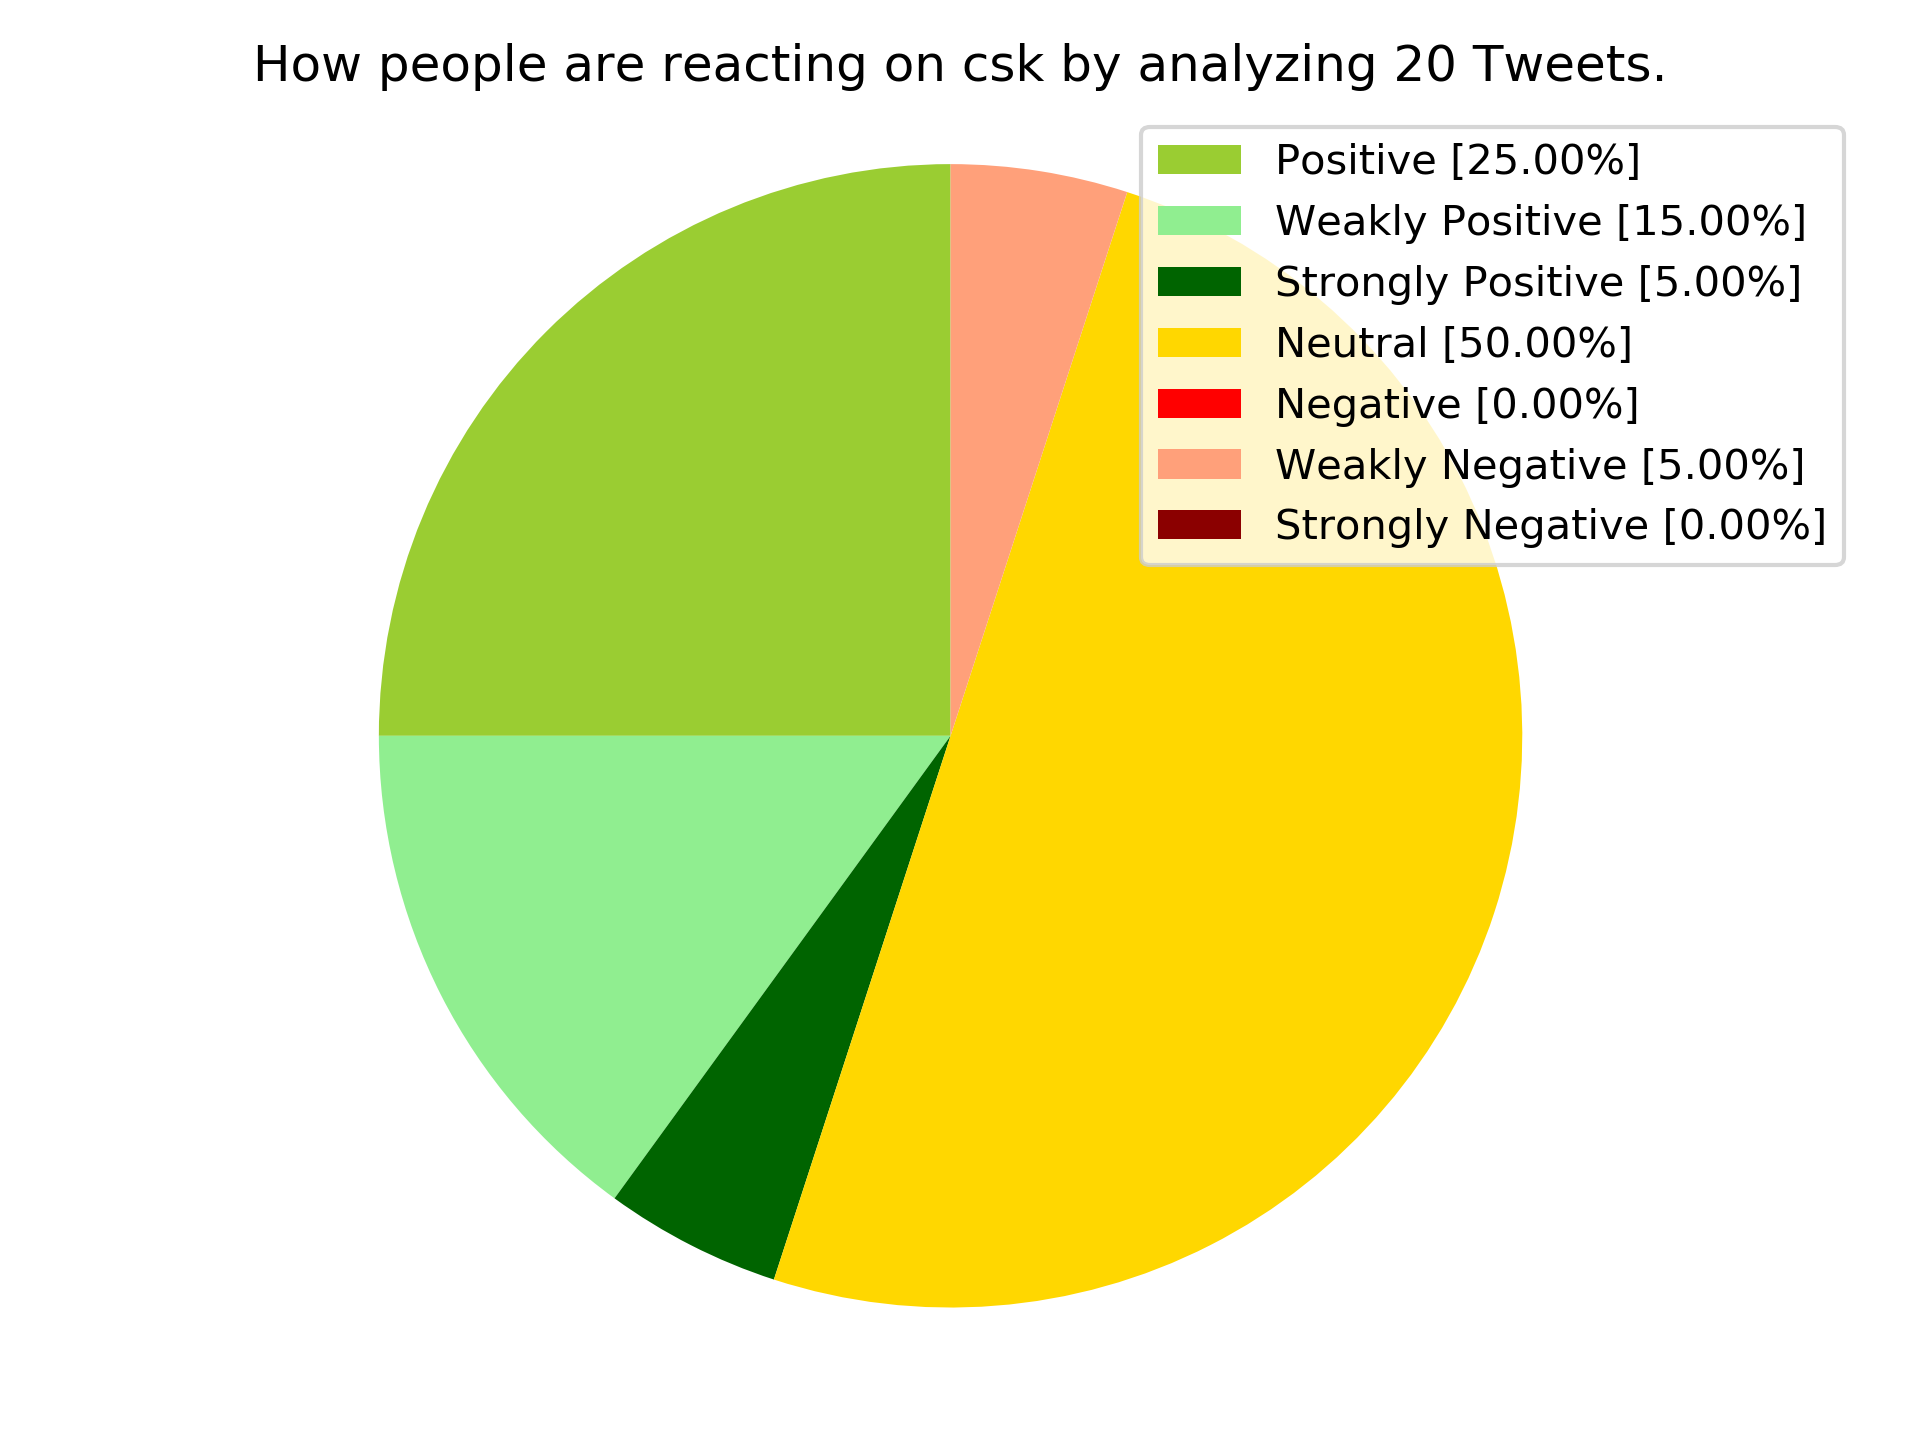 How people are reacting on csk by analyzing 20 Tweets.
Positive [25.00%]
Weakly Positive [15.00%]
Strongly Positive [5.00%]
Neutral [50.00%]
Negative [0.00%]
Weakly Negative [5.00%]
Strongly Negative [0.00%]